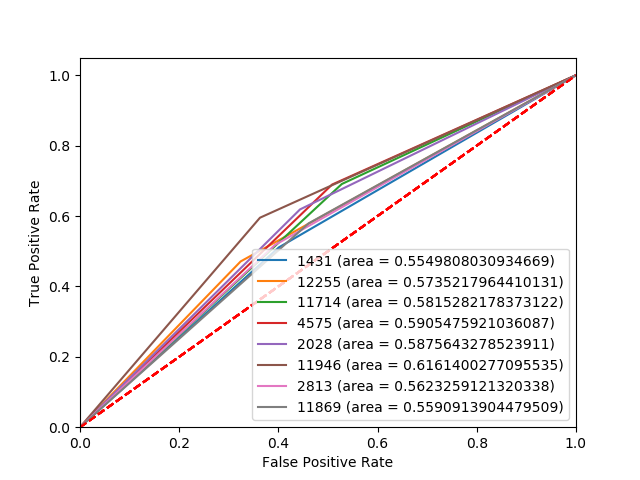 1.0
0.8
0.6
0.4
0.2
0.0
True Positive Rate
1431 (area = 0.5549808030934669)
12255 (area = 0.5735217964410131)
11714 (area = 0.5815282178373122)
4575 (area = 0.5905475921036087)
2028 (area = 0.5875643278523911)
11946 (area = 0.6161400277095535)
2813 (area = 0.5623259121320338)
11869 (area = 0.5590913904479509)
0.0 0.2 0.4 0.6 0.8 1.0
False Positive Rate